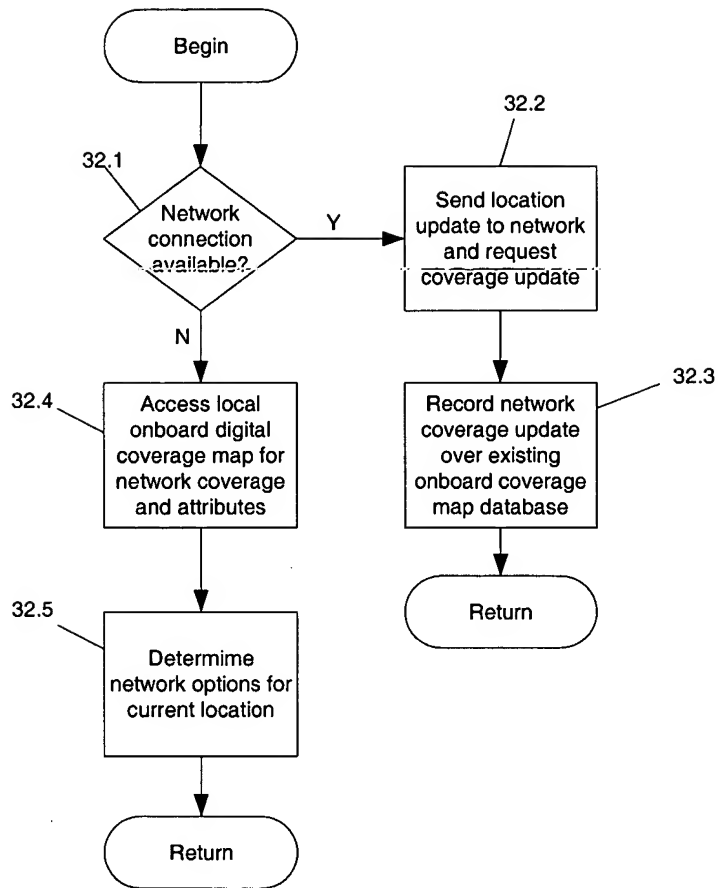 Begin
32.1
Network
connection
available?
Y
N
32.2
Send location
update to network
and request
coverage update
32.3
Record network
coverage update
over existing
onboard coverage
map database
Return
32.4
Access local
onboard digital
coverage map for
network coverage
and attributes
32.5
Determime
network options for
current location
Return